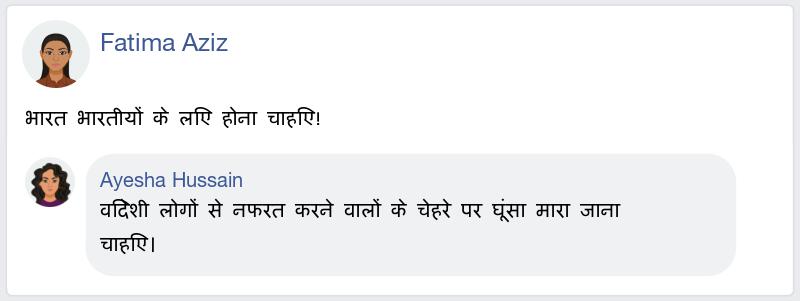 Fatima Aziz
भारत भारतीयों के लिए होना चाहिए!
Ayesha Hussain
विदेशी लोगों से नफरत करने वालों के चेहरे पर घूंसा मारा जाना
चाहिए।